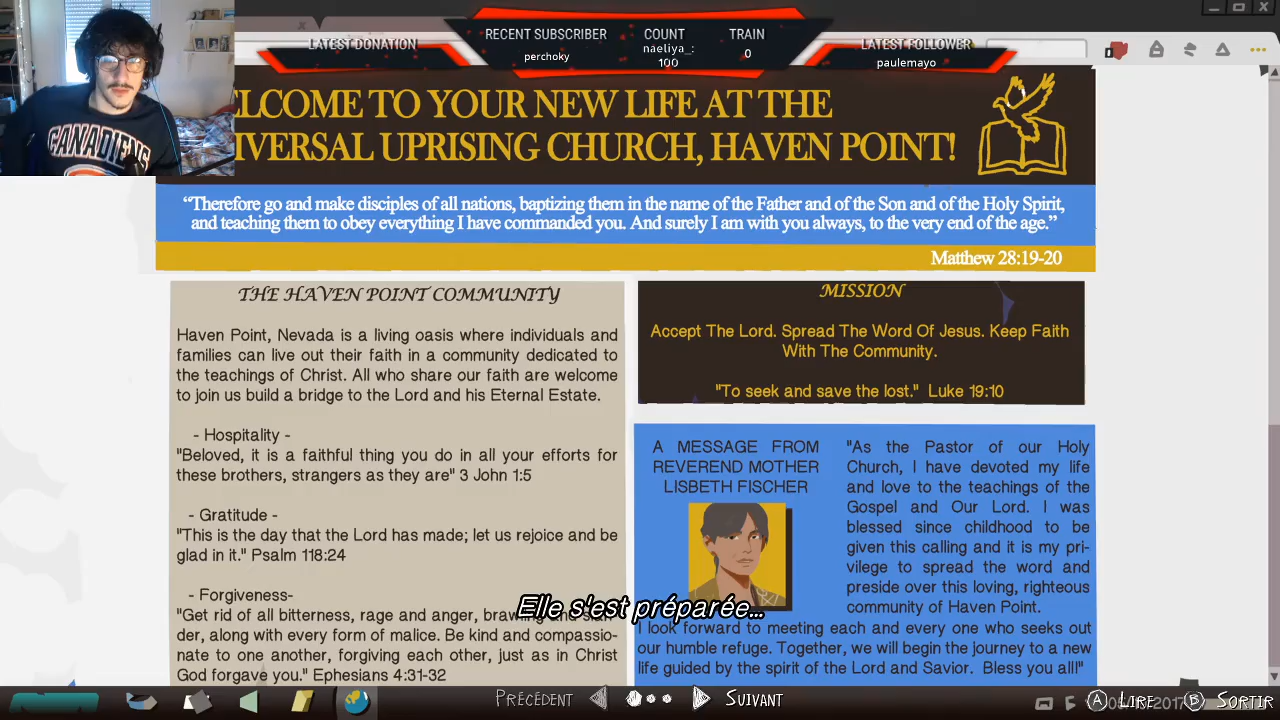 LATEST DONATION
RECENT SUBSCRIBER
perchoky
COUNT
naeliya_:
100
TRAIN
0
LATEST FOLLOWER
paulemayo
CANADIENS
LCOME TO YOUR NEW LIFE AT THE
IVERSAL UPRISING CHURCH, HAVEN POINT!
“Therefore go and make disciples of all nations, baptizing them in the name of the Father and of the Son and of the Holy Spirit,
and teaching them to obey everything I have commanded you. And surely I am with you always, to the very end of the age.”
Matthew 28:19-20
THE HAVEN POINT COMMUNITY
Haven Point, Nevada is a living oasis where individuals and
families can live out their faith in a community dedicated to
the teachings of Christ. All who share our faith are welcome
to join us build a bridge to the Lord and his Eternal Estate.
- Hospitality -
"Beloved, it is a faithful thing you do in all your efforts for
these brothers, strangers as they are" 3 John 1:5
- Gratitude -
"This is the day that the Lord has made; let us rejoice and be
glad in it." Psalm 118:24
- Forgiveness-
"Get rid of all bitterness, rage and anger, brawling and slan-
der, along with every form of malice. Be kind and compassio-
nate to one another, forgiving each other, just as in Christ
God forgave you." Ephesians 4:31-32
MISSION
Accept The Lord. Spread The Word Of Jesus. Keep Faith
With The Community.
"To seek and save the lost." Luke 19:10
A MESSAGE FROM
REVEREND MOTHER
LISBETH FISCHER
"As the Pastor of our Holy
Church, I have devoted my life
and love to the teachings of the
Gospel and Our Lord. I was
blessed since childhood to be
given this calling and it is my pri-
vilege to spread the word and
preside over this loving, righteous
community of Haven Point.
I look forward to meeting each and every one who seeks out
our humble refuge. Together, we will begin the journey to a new
life guided by the spirit of the Lord and Savior. Bless you all!"
Elle s'est préparée...
PRÉCÉDENT
SUIVANT
A LIRE
B SORTIR